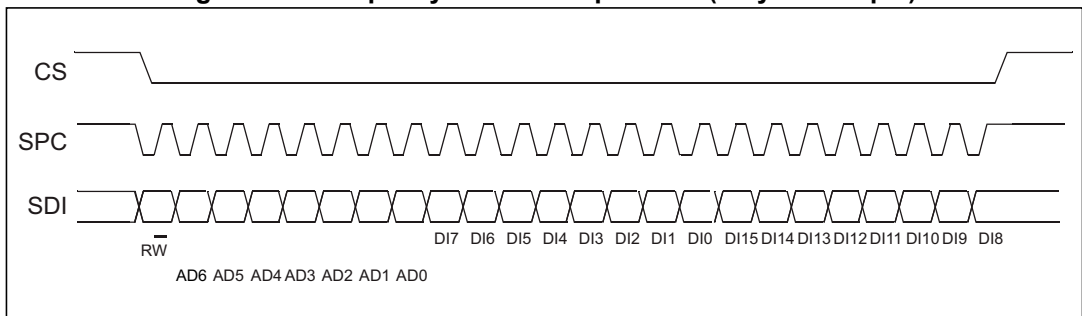 CS
SPC
SDI
RW
DI7 DI6 DI5 DI4 DI3 DI2 DI1 DI0 DI15 DI14 DI13 DI12 DI11 DI10 DI9 DI8
AD6 AD5 AD4 AD3 AD2 AD1 AD0